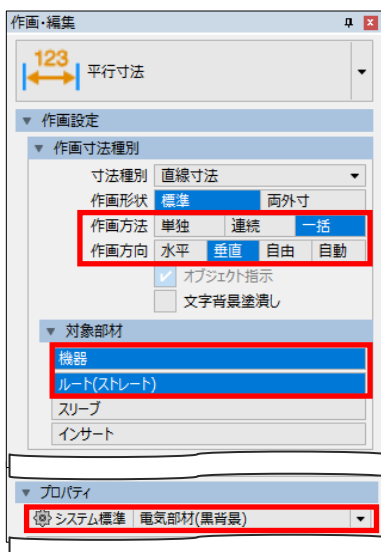 作画・編集
123 平行寸法
作画設定
作画寸法種別
寸法種別 直線寸法
作画形状 標準 両外寸
作画方法 単独 連続 一括
作画方向 水平 垂直 自由 自動
オブジェクト指示
文字背景塗潰し
対象部材
機器
ルート(ストレート)
スリーブ
インサート
プロパティ
システム標準 電気部材(黒背景)